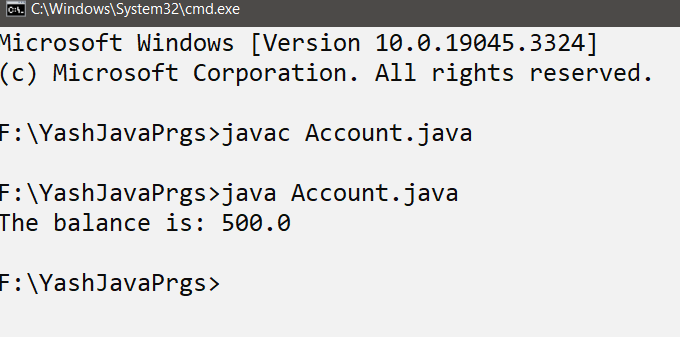 C:\Windows\System32\cmd.exe
Microsoft Windows [Version 10.0.19045.3324]
(c) Microsoft Corporation. All rights reserved.
F:\YashJavaPrgs>javac Account.java
F:\YashJavaPrgs>java Account.java
The balance is: 500.0
F:\YashJavaPrgs>